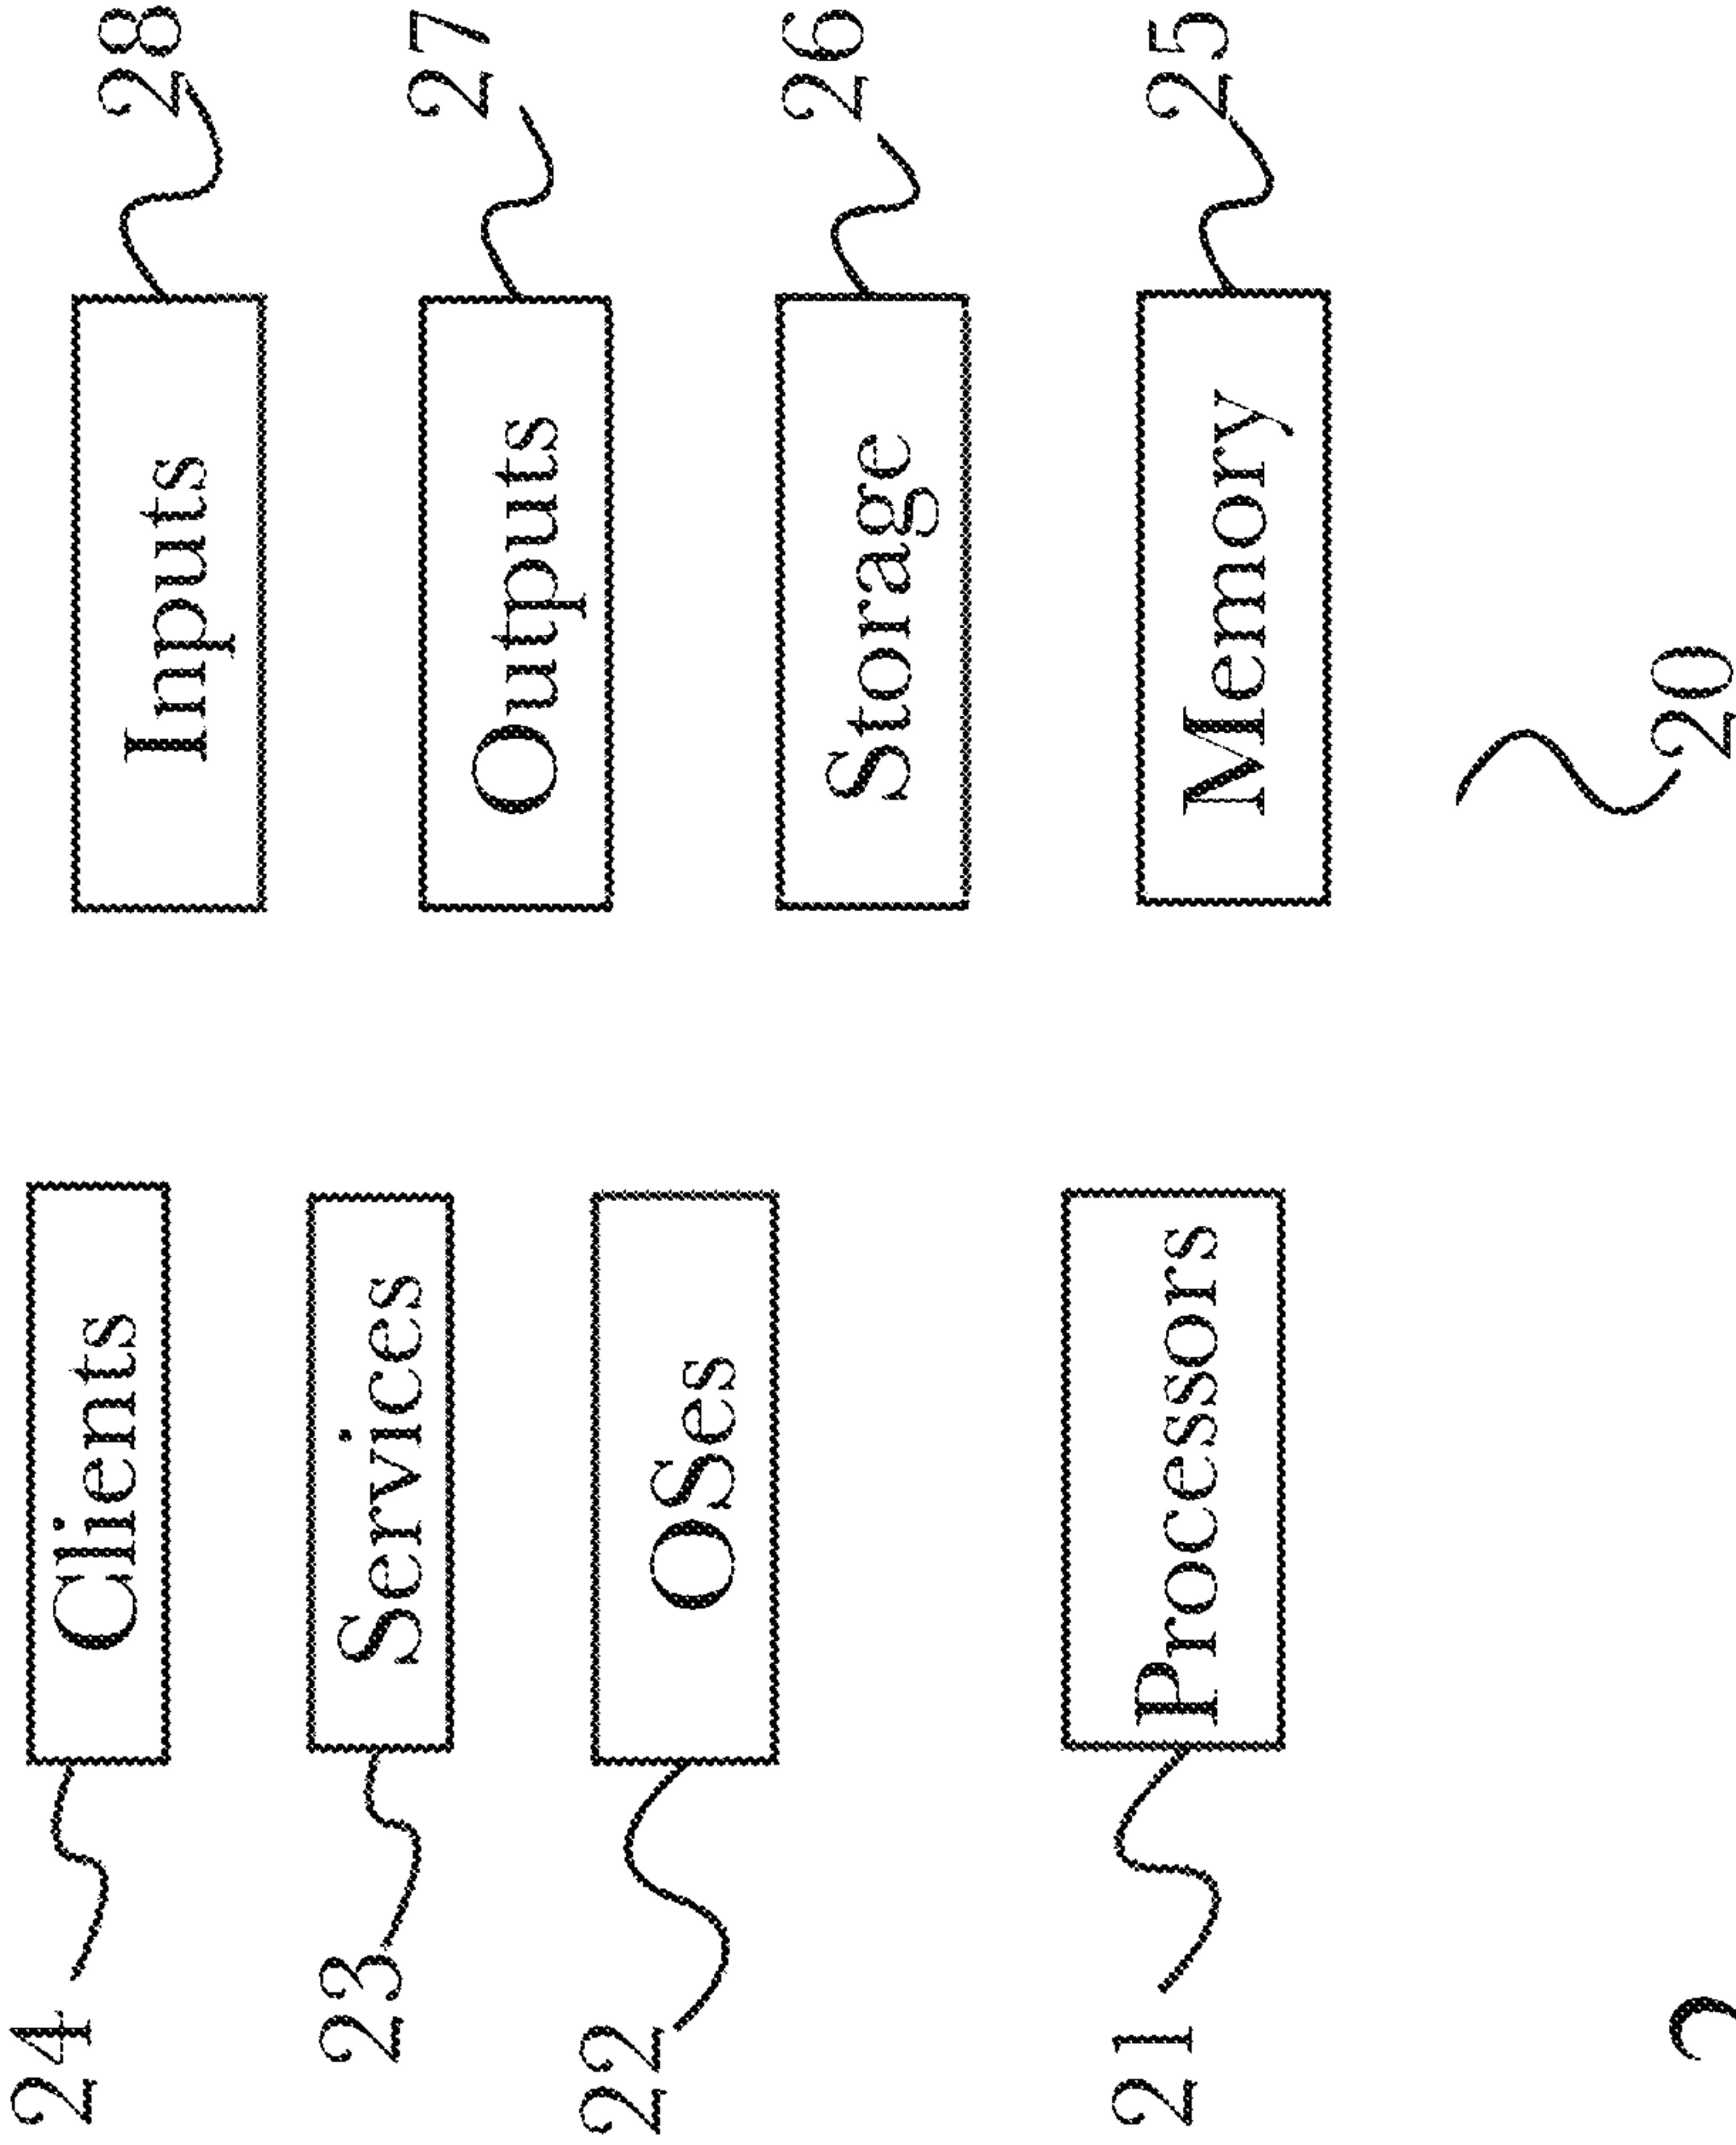 24 Clients
Inputs 28
23 Services
Outputs 27
22 OSes
Storage 26
21 Processors
Memory 25
20